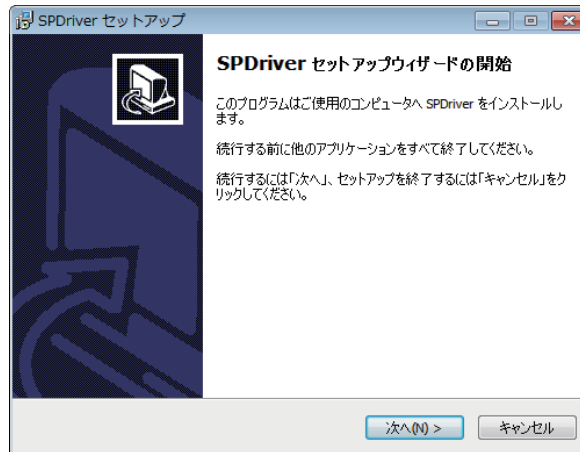 SPDriver セットアップ
SPDriver セットアップウィザードの開始
このプログラムはご使用のコンピュータへ SPDriver をインストールし
ます。
続行する前に他のアプリケーションをすべて終了してください。
続行するには「次へ」、セットアップを終了するには「キャンセル」をク
リックしてください。
次へ(N) >
キャンセル